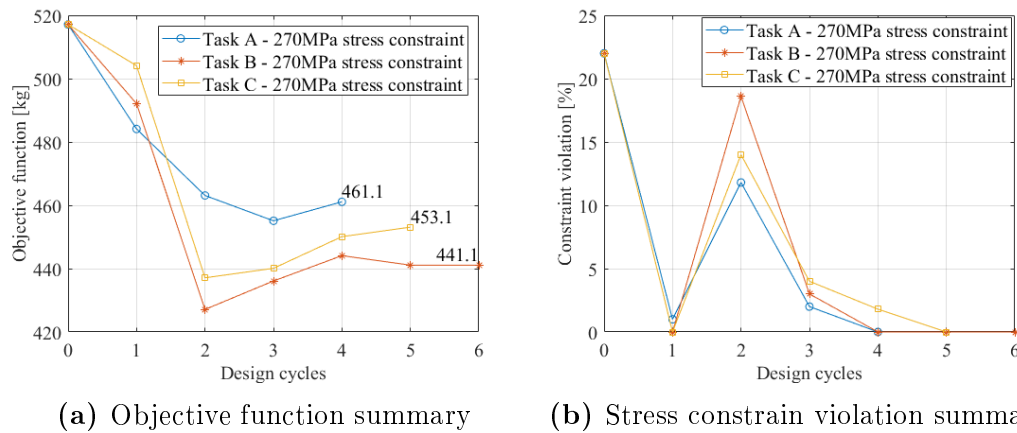 520
500
480
460
440
420
Objective function [kg]
0 1 2 3 4 5 6
Design cycles
Task A - 270MPa stress constraint
Task B - 270MPa stress constraint
Task C - 270MPa stress constraint
461.1
453.1
441.1
(a) Objective function summary
25
20
15
10
5
0
Constraint violation [%]
0 1 2 3 4 5 6
Design cycles
Task A - 270MPa stress constraint
Task B - 270MPa stress constraint
Task C - 270MPa stress constraint
(b) Stress constrain violation summa